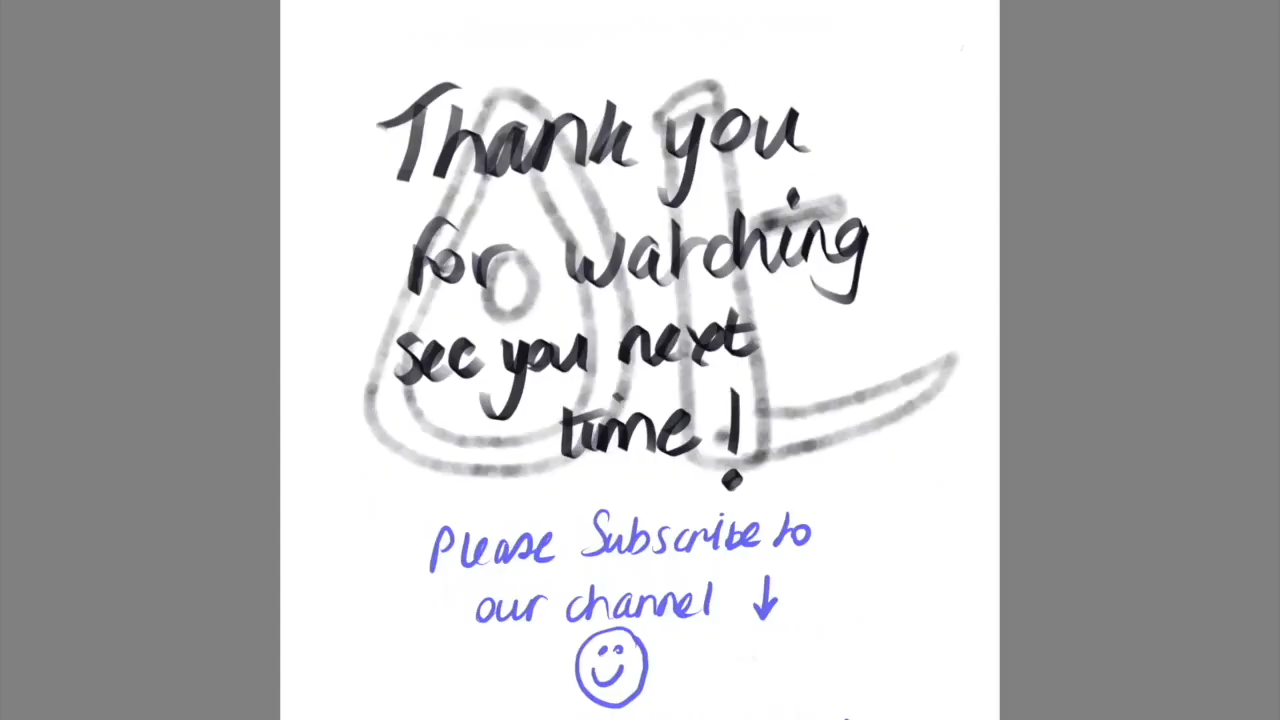 Thank you
for watching
see you next
time!
Please Subscribe to
our channel ↓